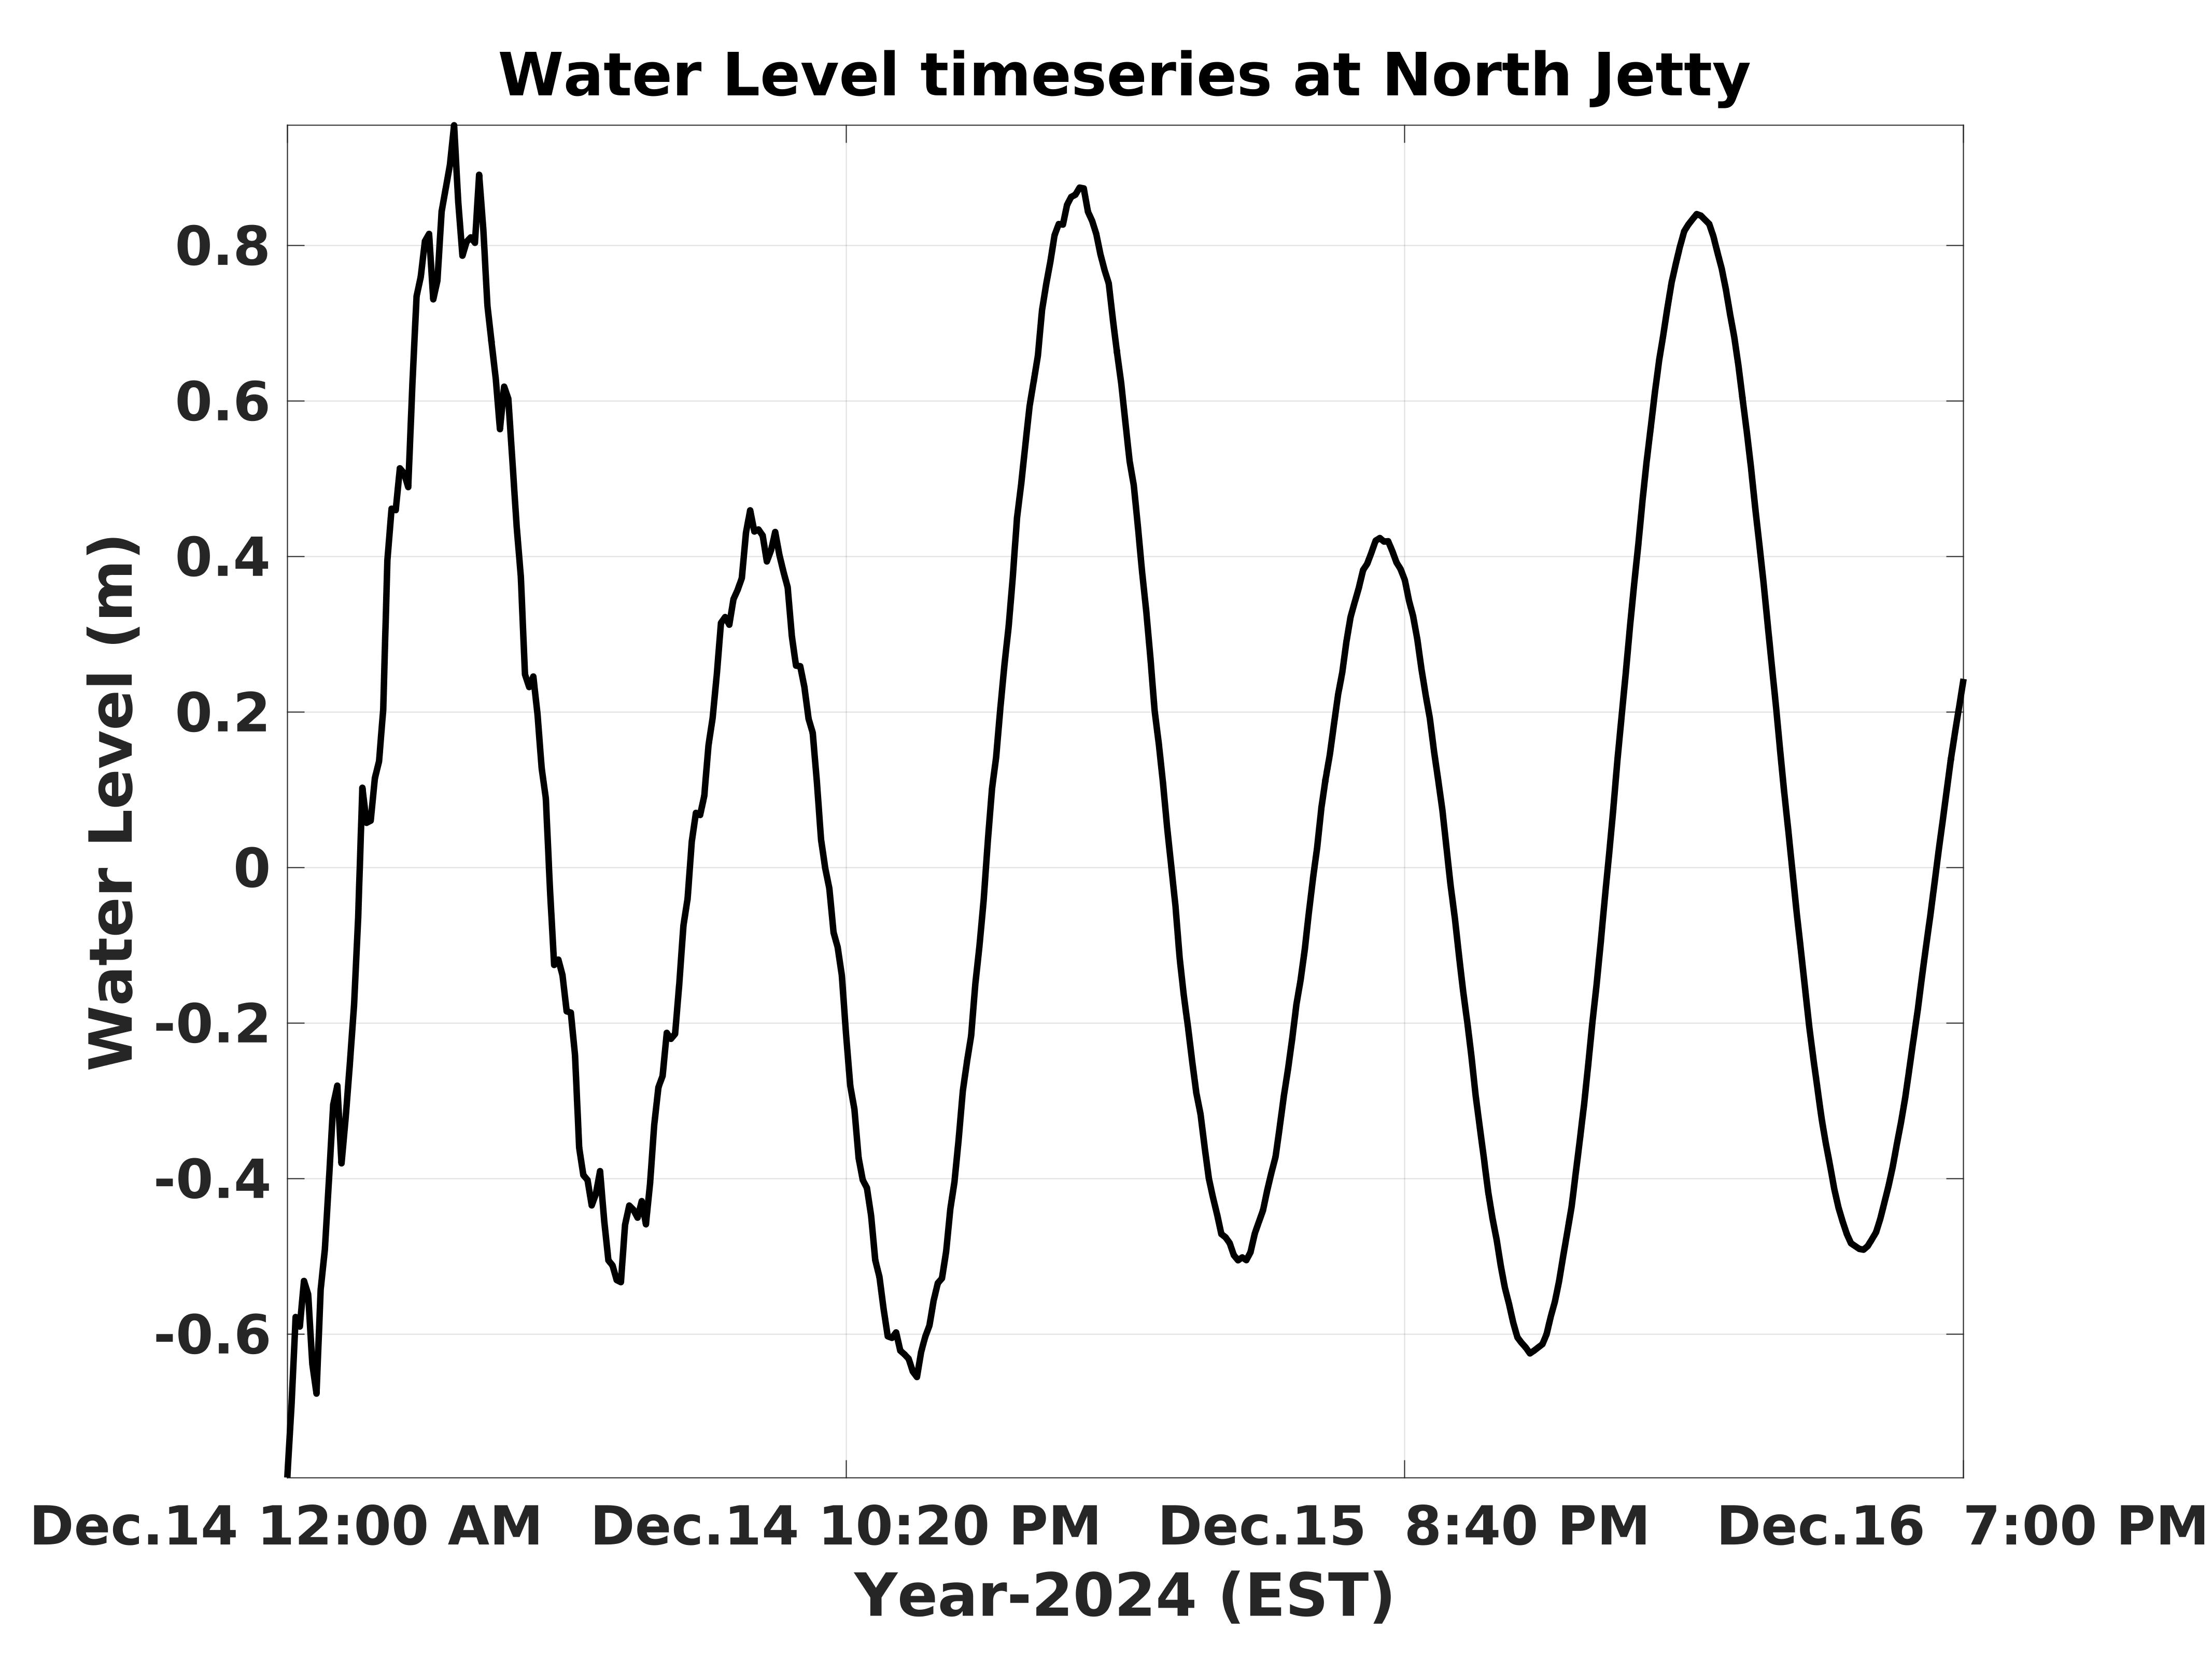 Water Level timeseries at North Jetty
Water Level (m)
0.8
0.6
0.4
0.2
0
-0.2
-0.4
-0.6
Dec.14 12:00 AM Dec.14 10:20 PM Dec.15 8:40 PM Dec.16 7:00 PM
Year-2024 (EST)